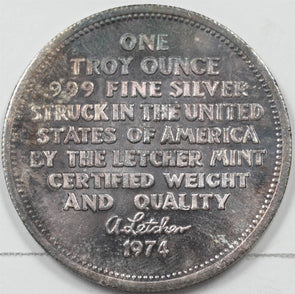 ONE
TROY OUNCE
999 FINE SILVER
STRUCK IN THE UNITED
STATES OF AMERICA
BY THE LETCHER MINT
CERTIFIED WEIGHT
AND QUALITY
A Letcher
1974